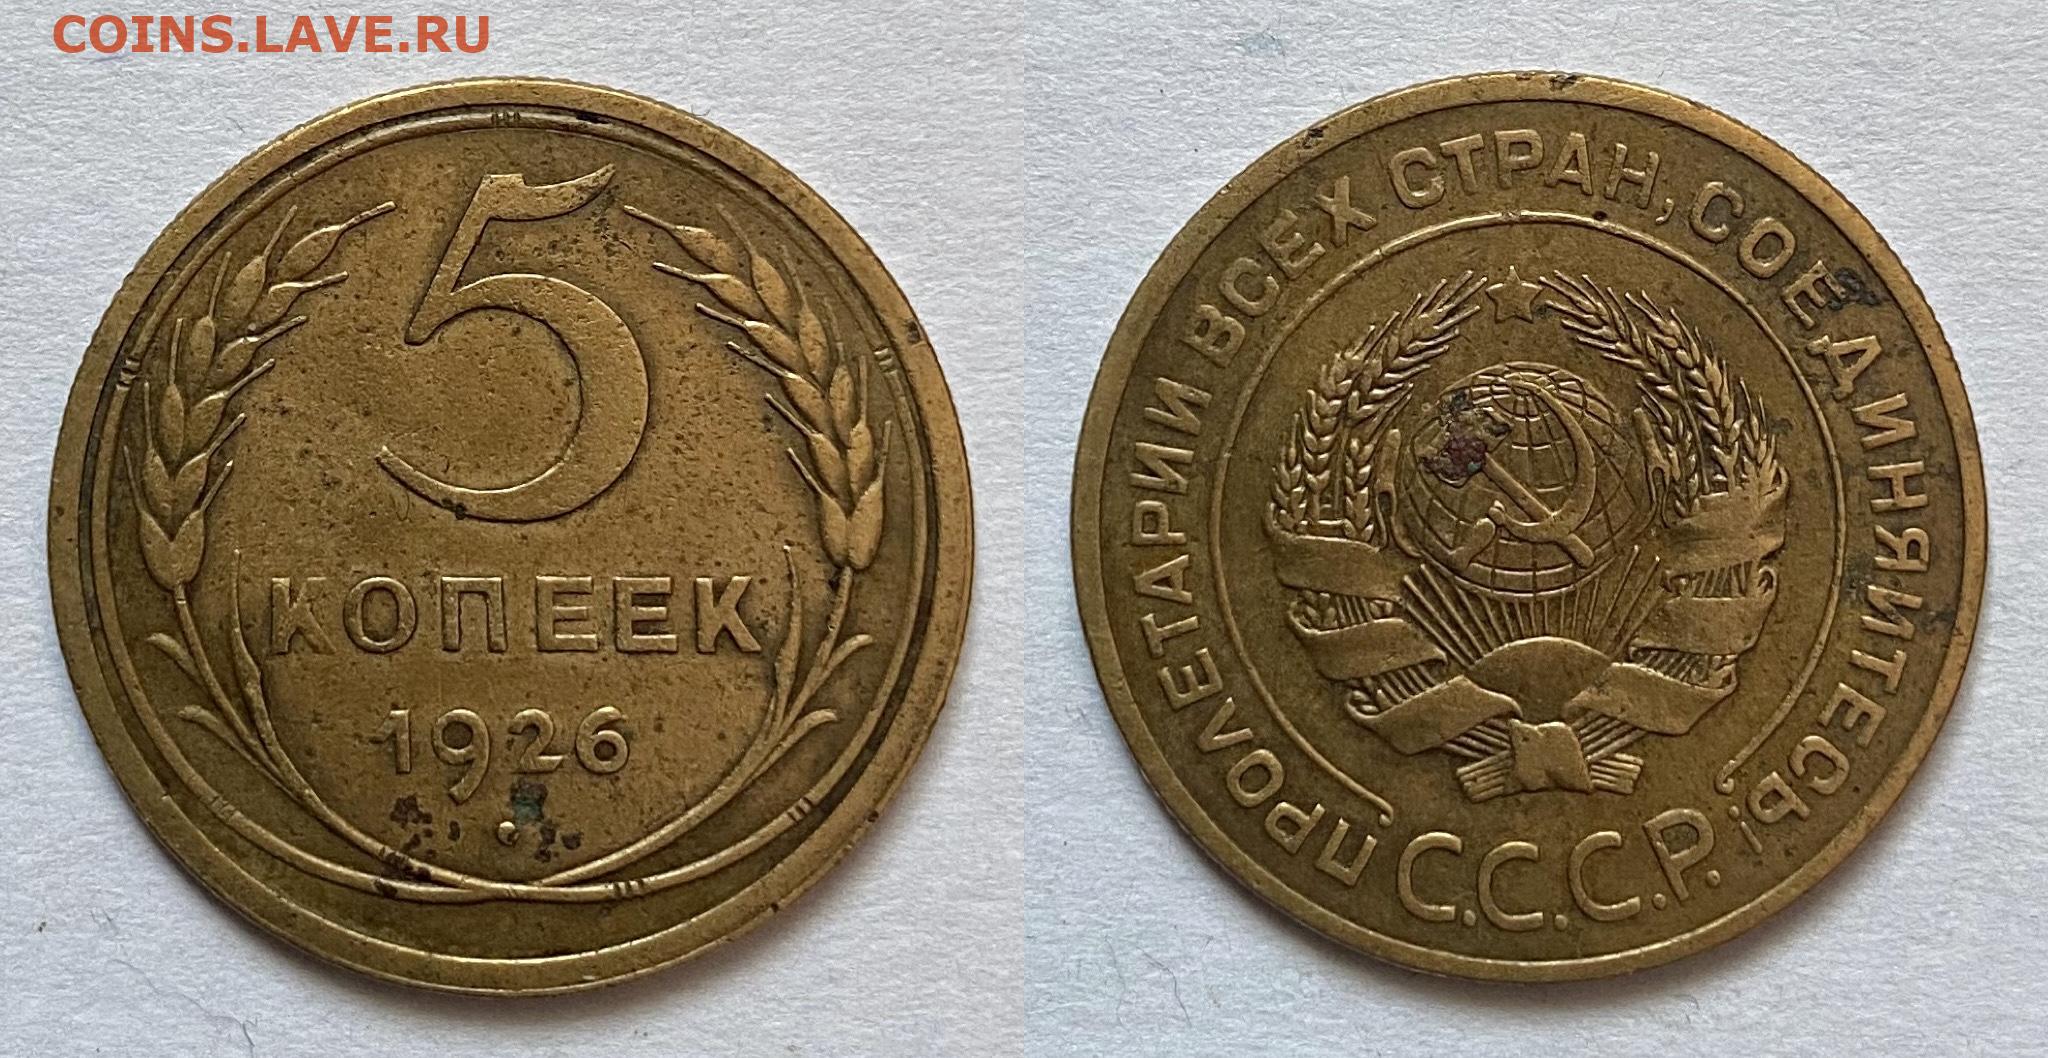 COINS.LAVE.RU
5
КОПЕЕК
1926
ПРОЛЕТАРИИ ВСЕХ СТРАН, СОЕДИНЯЙТЕСЬ!
С.С.С.Р.